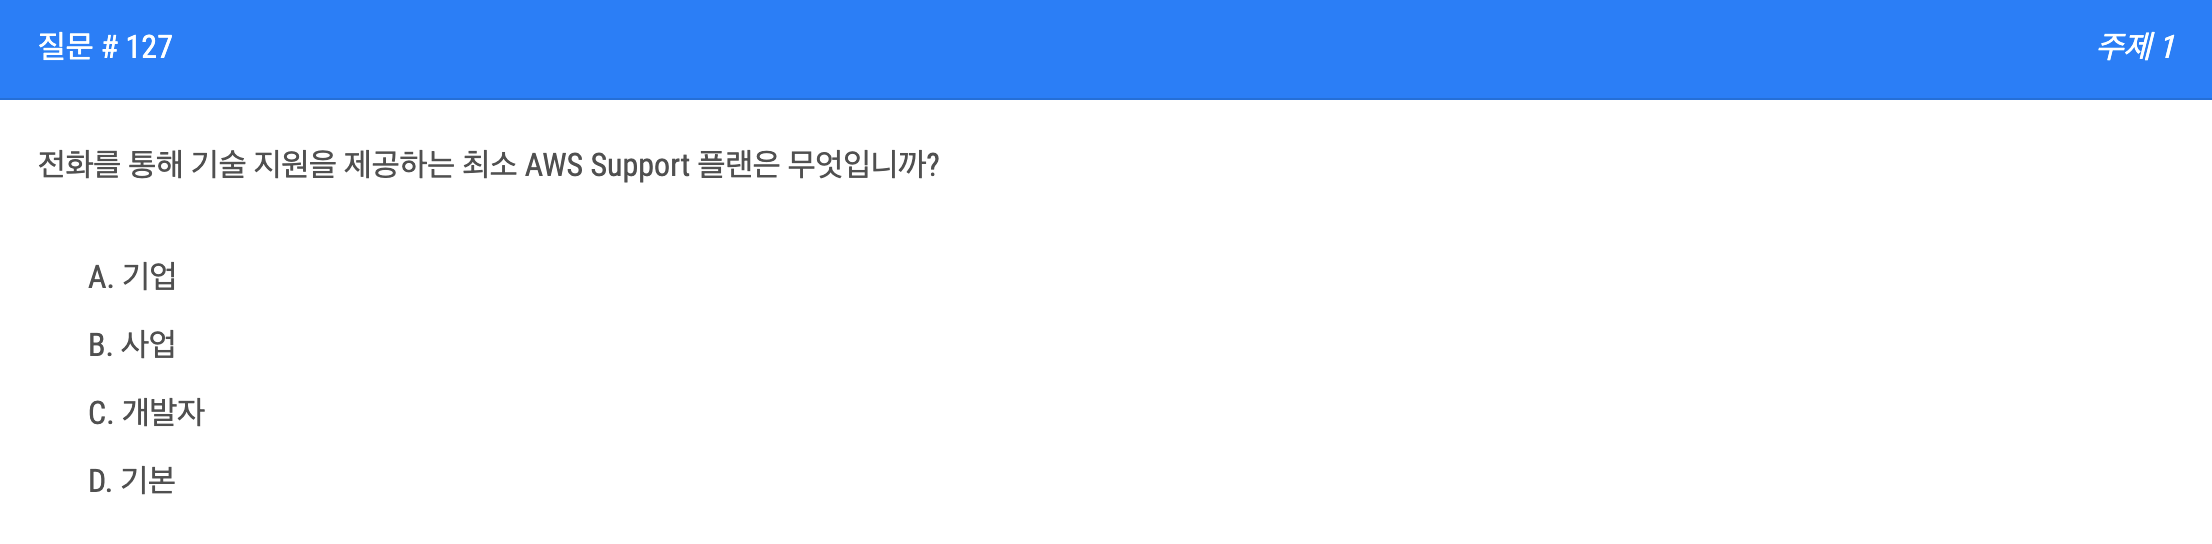 질문 # 127
주제 1
전화를 통해 기술 지원을 제공하는 최소 AWS Support 플랜은 무엇입니까?
A. 기업
B. 사업
C. 개발자
D. 기본